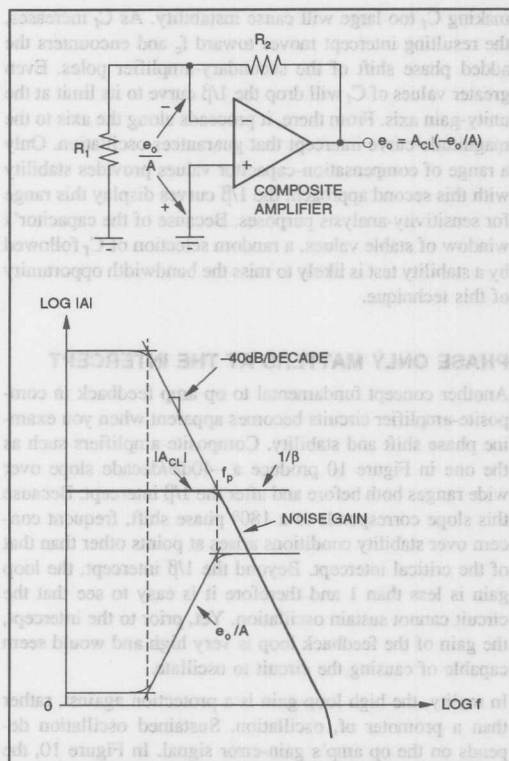 making Cf too large will cause instability. As Cf increases,
the resulting intercept moves toward fc and encounters the
added phase shift of the secondary-amplifier poles. Even
greater values of Cf will drop the 1/β curve to its limit at the
unity-gain axis. From there, it proceeds along the axis to the
magnitude-curve intercept that guarantees oscillation. Only
a range of compensation-capacitor values provides stability
with this second approach, the 1/β curves display this range
for sensitivity-analysis purposes. Because of the capacitor's
window of stable values, a random selection of Cf followed
by a stability test is likely to miss the bandwidth opportunity
of this technique.
R2
R1
−
eo
A
+
eo = ACL(−eo/A)
COMPOSITE
AMPLIFIER
PHASE ONLY MATTERS AT THE INTERCEPT
Another concept fundamental to op amp feedback in com-
posite-amplifier circuits becomes apparent when you exam-
ine phase shift and stability. Composite amplifiers such as
the one in Figure 10 produce a −40dB/decade slope over
wide ranges both before and after the 1/β intercept. Because
this slope corresponds to 180° phase shift, frequent con-
cern over stability conditions arises at points other than that
of the critical intercept. Beyond the 1/β intercept, the loop
gain is less than 1 and therefore it is easy to see that the
circuit cannot sustain oscillation. Yet, prior to the intercept,
the gain of the feedback loop is very high and would seem
capable of causing the circuit to oscillate.
In the high loop gain is a protection against, rather
than a promoter of, oscillation. Sustained oscillation de-
pends on the op amp's gain-error signal. In Figure 10, the
LOG IAI
−40dB/DECADE
IACLI
fp
1/β
NOISE GAIN
eo/A
0
LOG f